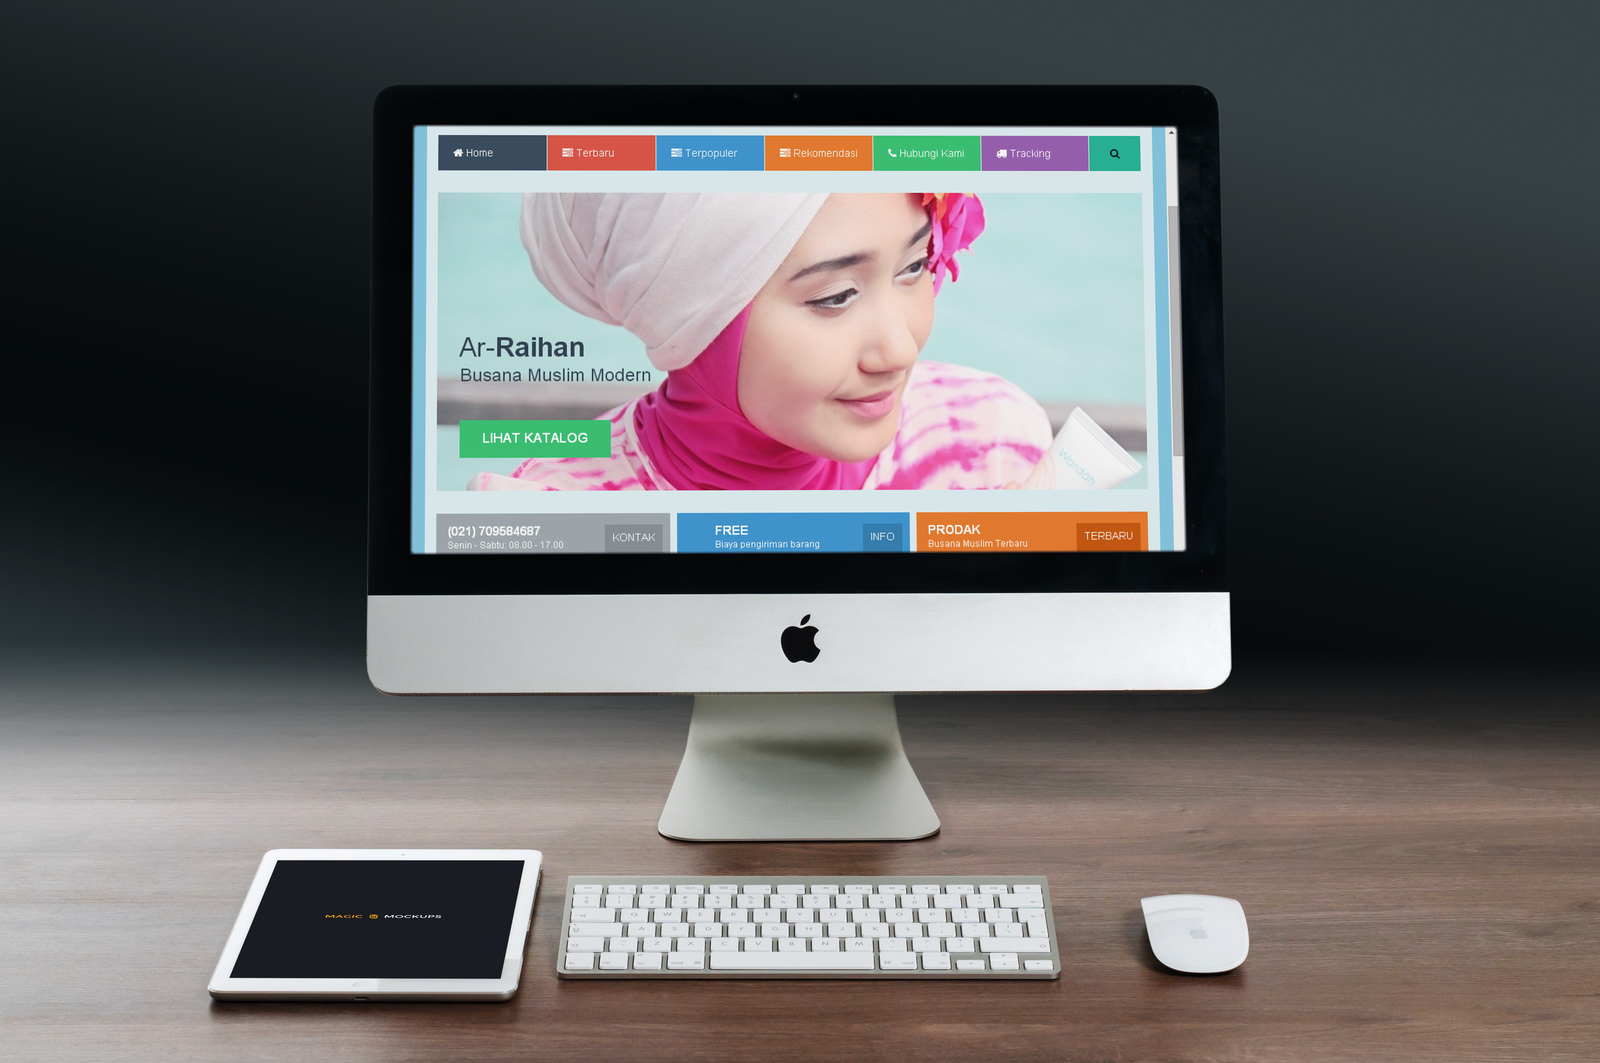 Home
Terbaru
Terpopuler
Rekomendasi
Hubungi Kami
Tracking
Ar-Raihan
Busana Muslim Modern
LIHAT KATALOG
Wardah
(021) 709584687
Senin - Sabtu: 08.00 - 17.00
KONTAK
FREE
Biaya pengiriman barang
INFO
PRODAK
Busana Muslim Terbaru
TERBARU
MAGIC MOCKUPS
Q W E R T Y U I O P
A S D F G H J K L
Z X C V B N M